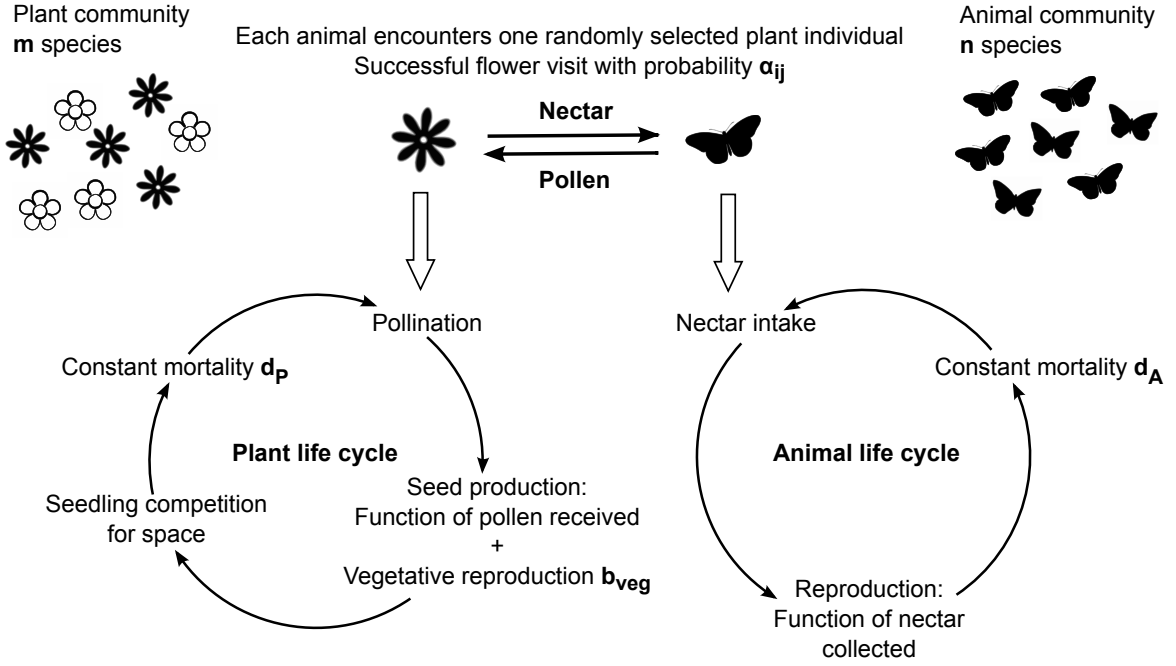 Plant community
m species
Each animal encounters one randomly selected plant individual
Successful flower visit with probability αij
Animal community
n species
Nectar
Pollen
Pollination
Nectar intake
Constant mortality dP
Constant mortality dA
Plant life cycle
Animal life cycle
Seedling competition
for space
Seed production:
Function of pollen received
+
Vegetative reproduction bveg
Reproduction:
Function of nectar
collected